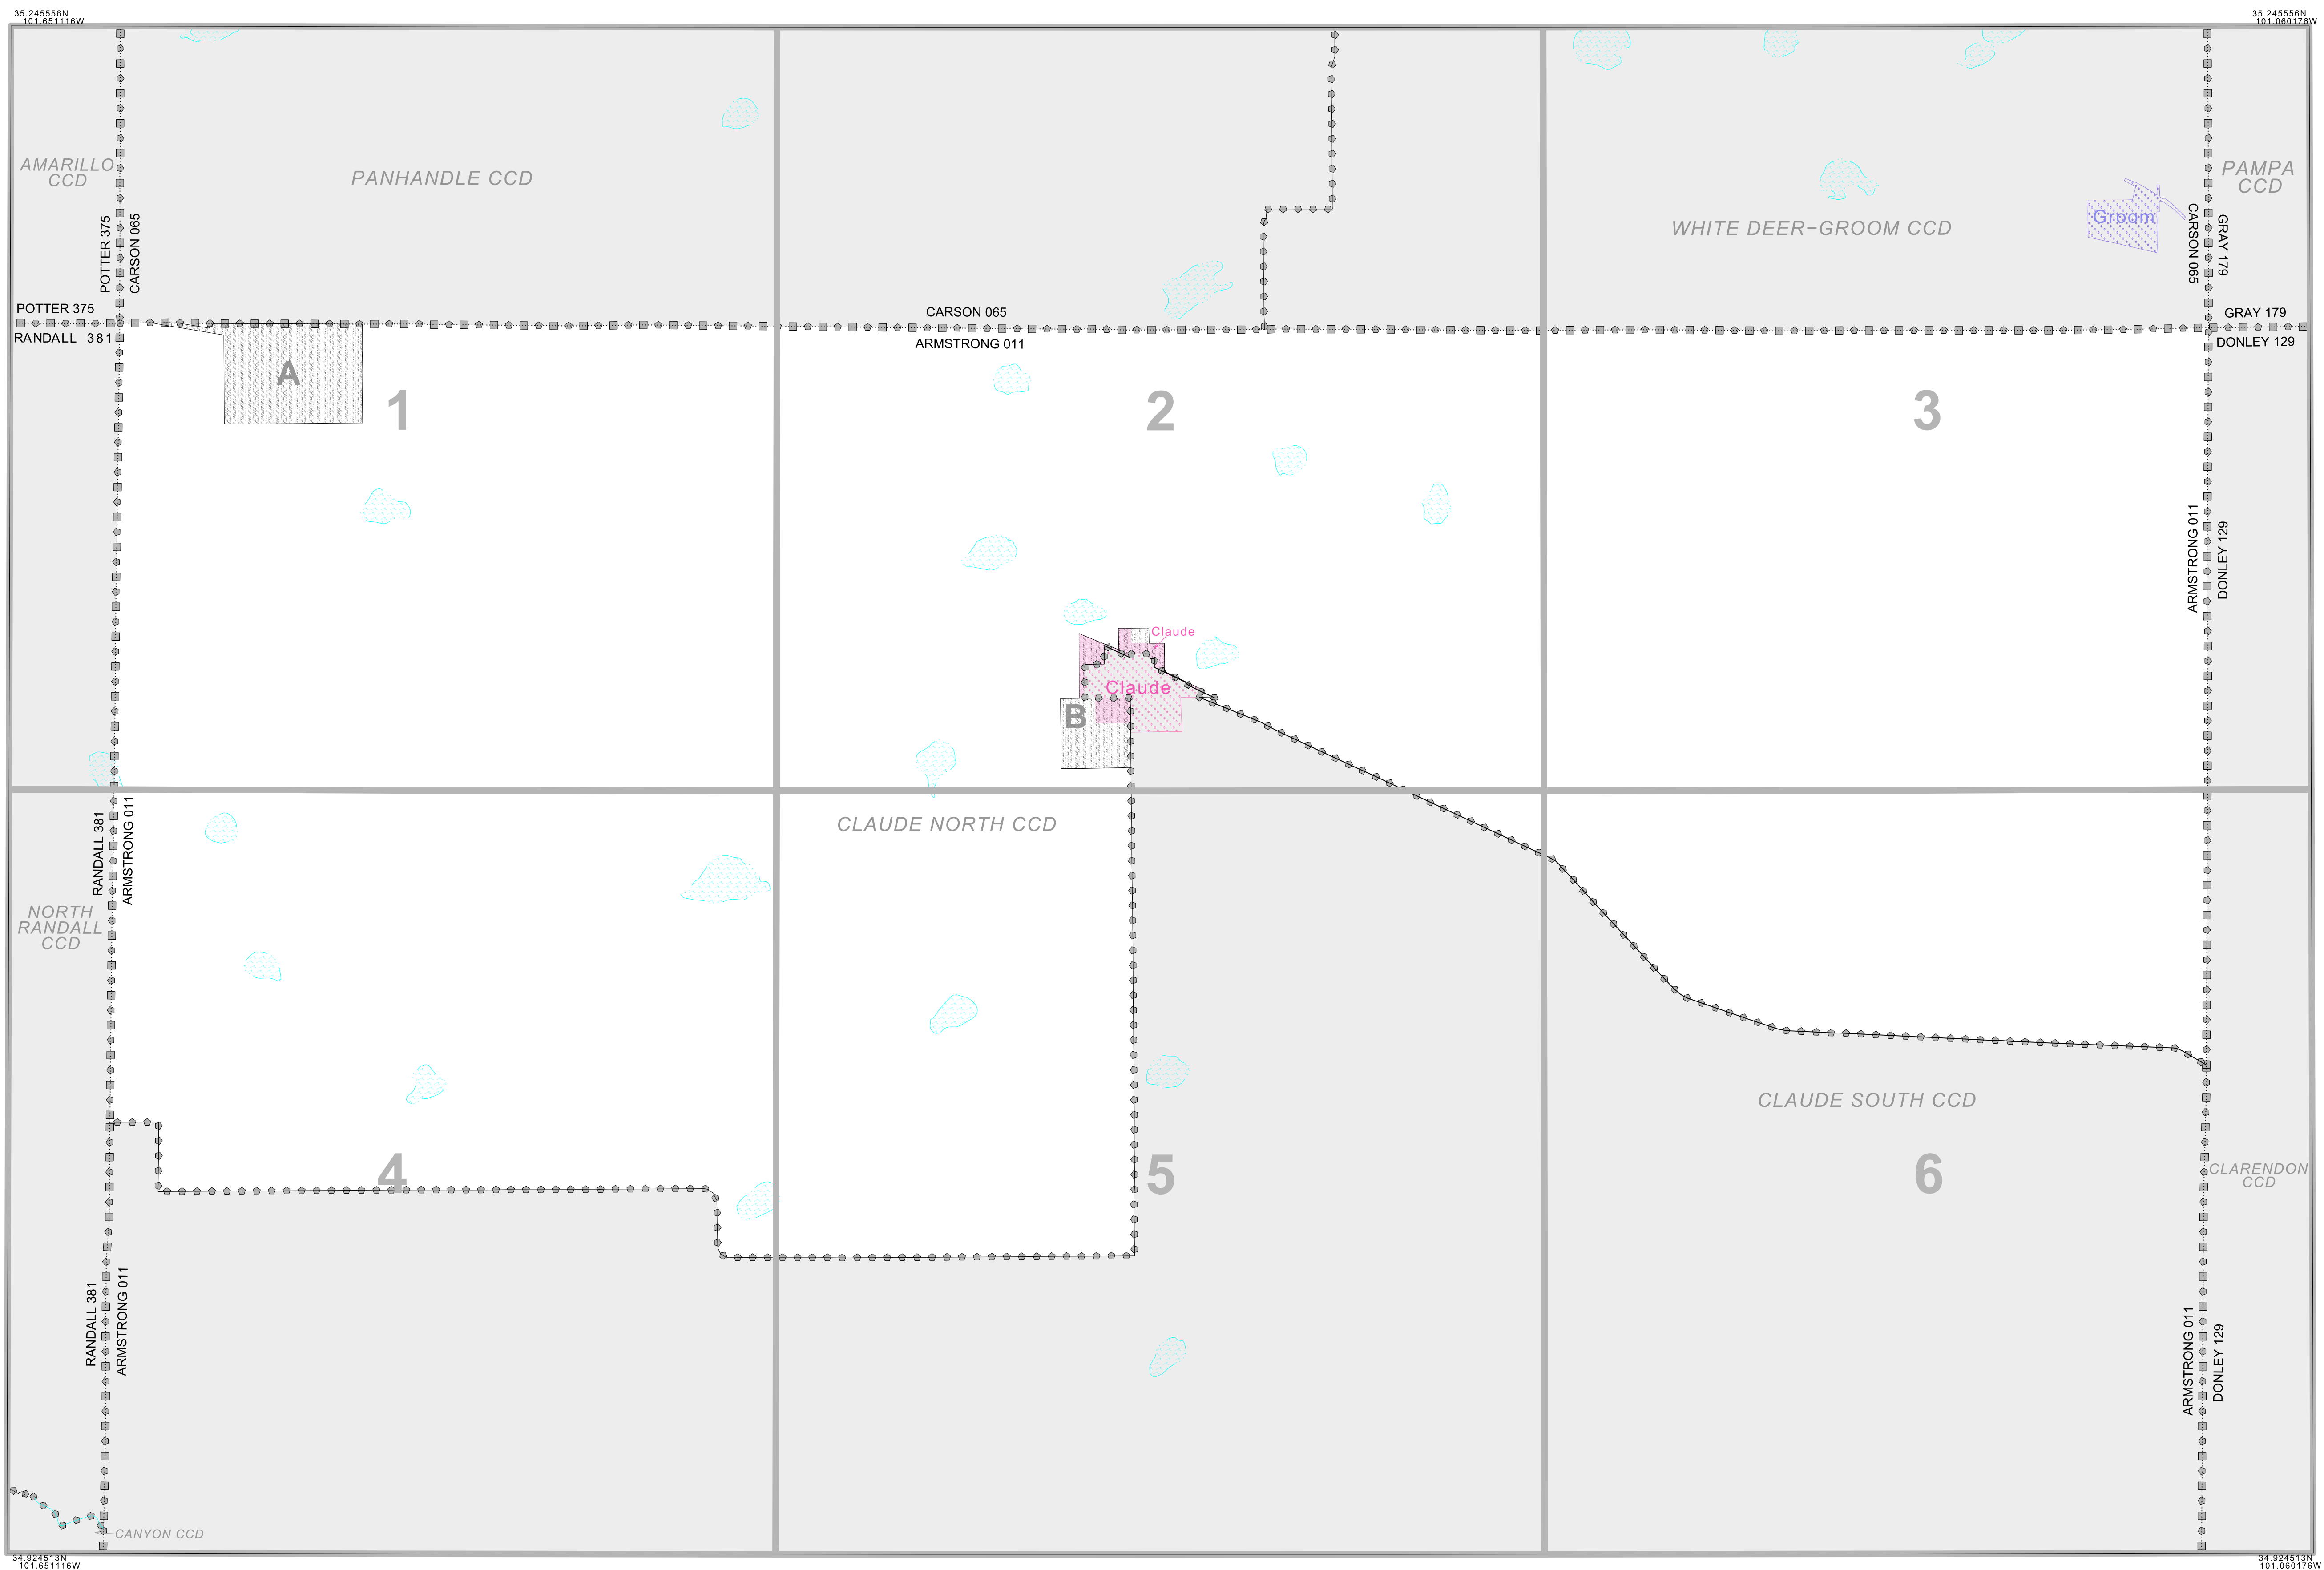 35.245556N
101.651116W
35.245556N
101.060176W
AMARILLO
CCD
PANHANDLE CCD
PAMPA
CCD
WHITE DEER-GROOM CCD
Groom
POTTER 375
CARSON 065
CARSON 065
GRAY 179
POTTER 375
RANDALL 381
CARSON 065
ARMSTRONG 011
GRAY 179
DONLEY 129
A
1
2
3
ARMSTRONG 011
DONLEY 129
Claude
Claude
B
CLAUDE NORTH CCD
RANDALL 381
ARMSTRONG 011
NORTH
RANDALL
CCD
CLAUDE SOUTH CCD
4
5
6
CLARENDON
CCD
RANDALL 381
ARMSTRONG 011
ARMSTRONG 011
DONLEY 129
CANYON CCD
34.924513N
101.651116W
34.924513N
101.060176W